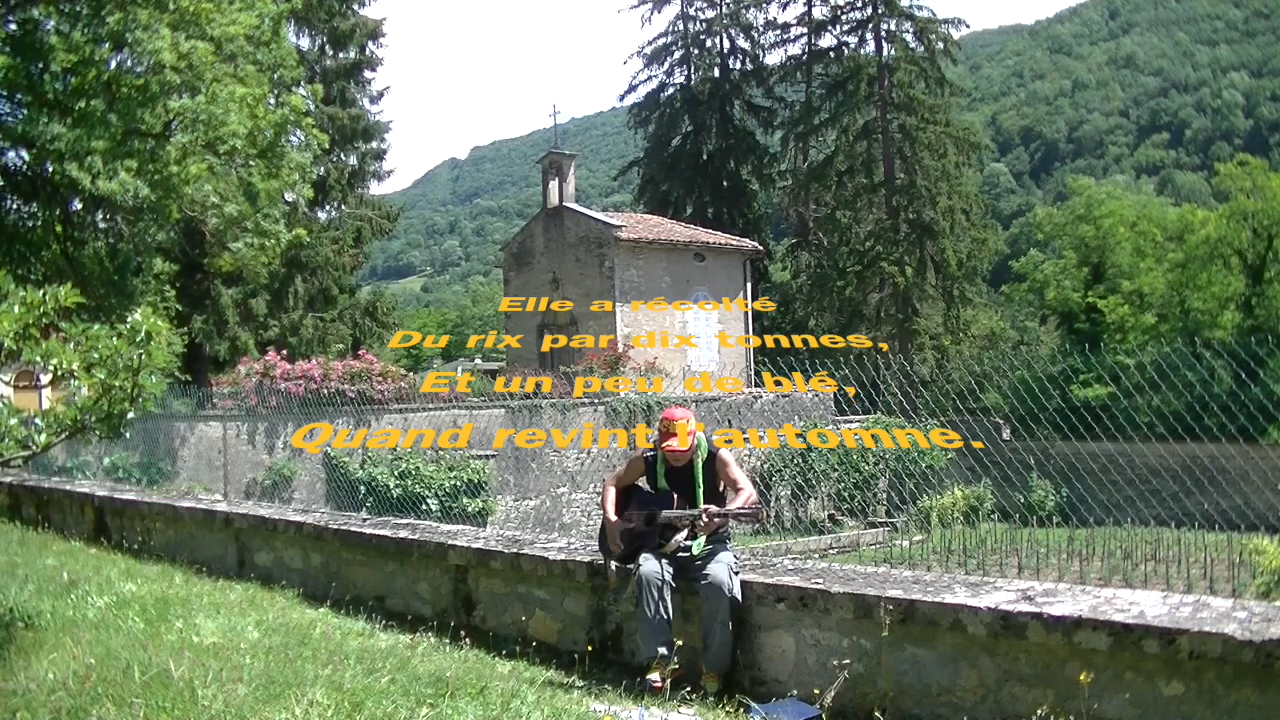 Elle a récolté
Du rix par dix tonnes,
Et un peu de blé,
Quand revint l'automne.